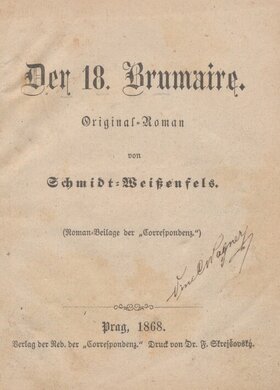 Der 18. Brumaire.
Original-Roman
von
Schmidt-Weißenfels.
(Roman-Beilage der „Correspondenz.“)
Wagner
Prag, 1868.
Verlag der Red. der „Correspondenz.“ Druck von Dr. F. Skrejšovský.